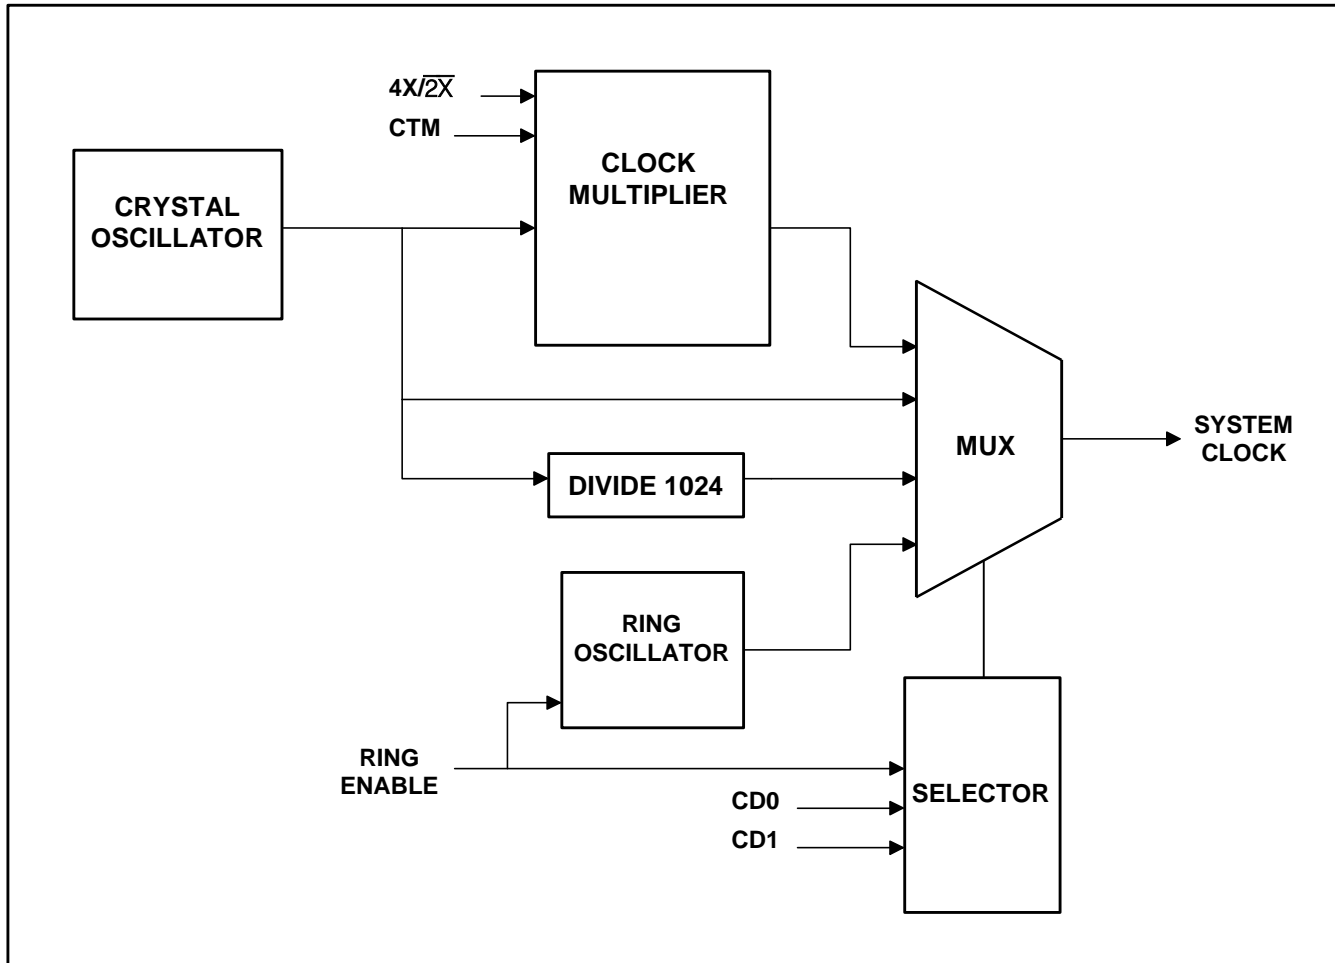 4X/2X̅
CTM
CLOCK
MULTIPLIER
CRYSTAL
OSCILLATOR
SYSTEM
CLOCK
MUX
DIVIDE 1024
RING
OSCILLATOR
RING
ENABLE
SELECTOR
CD0
CD1